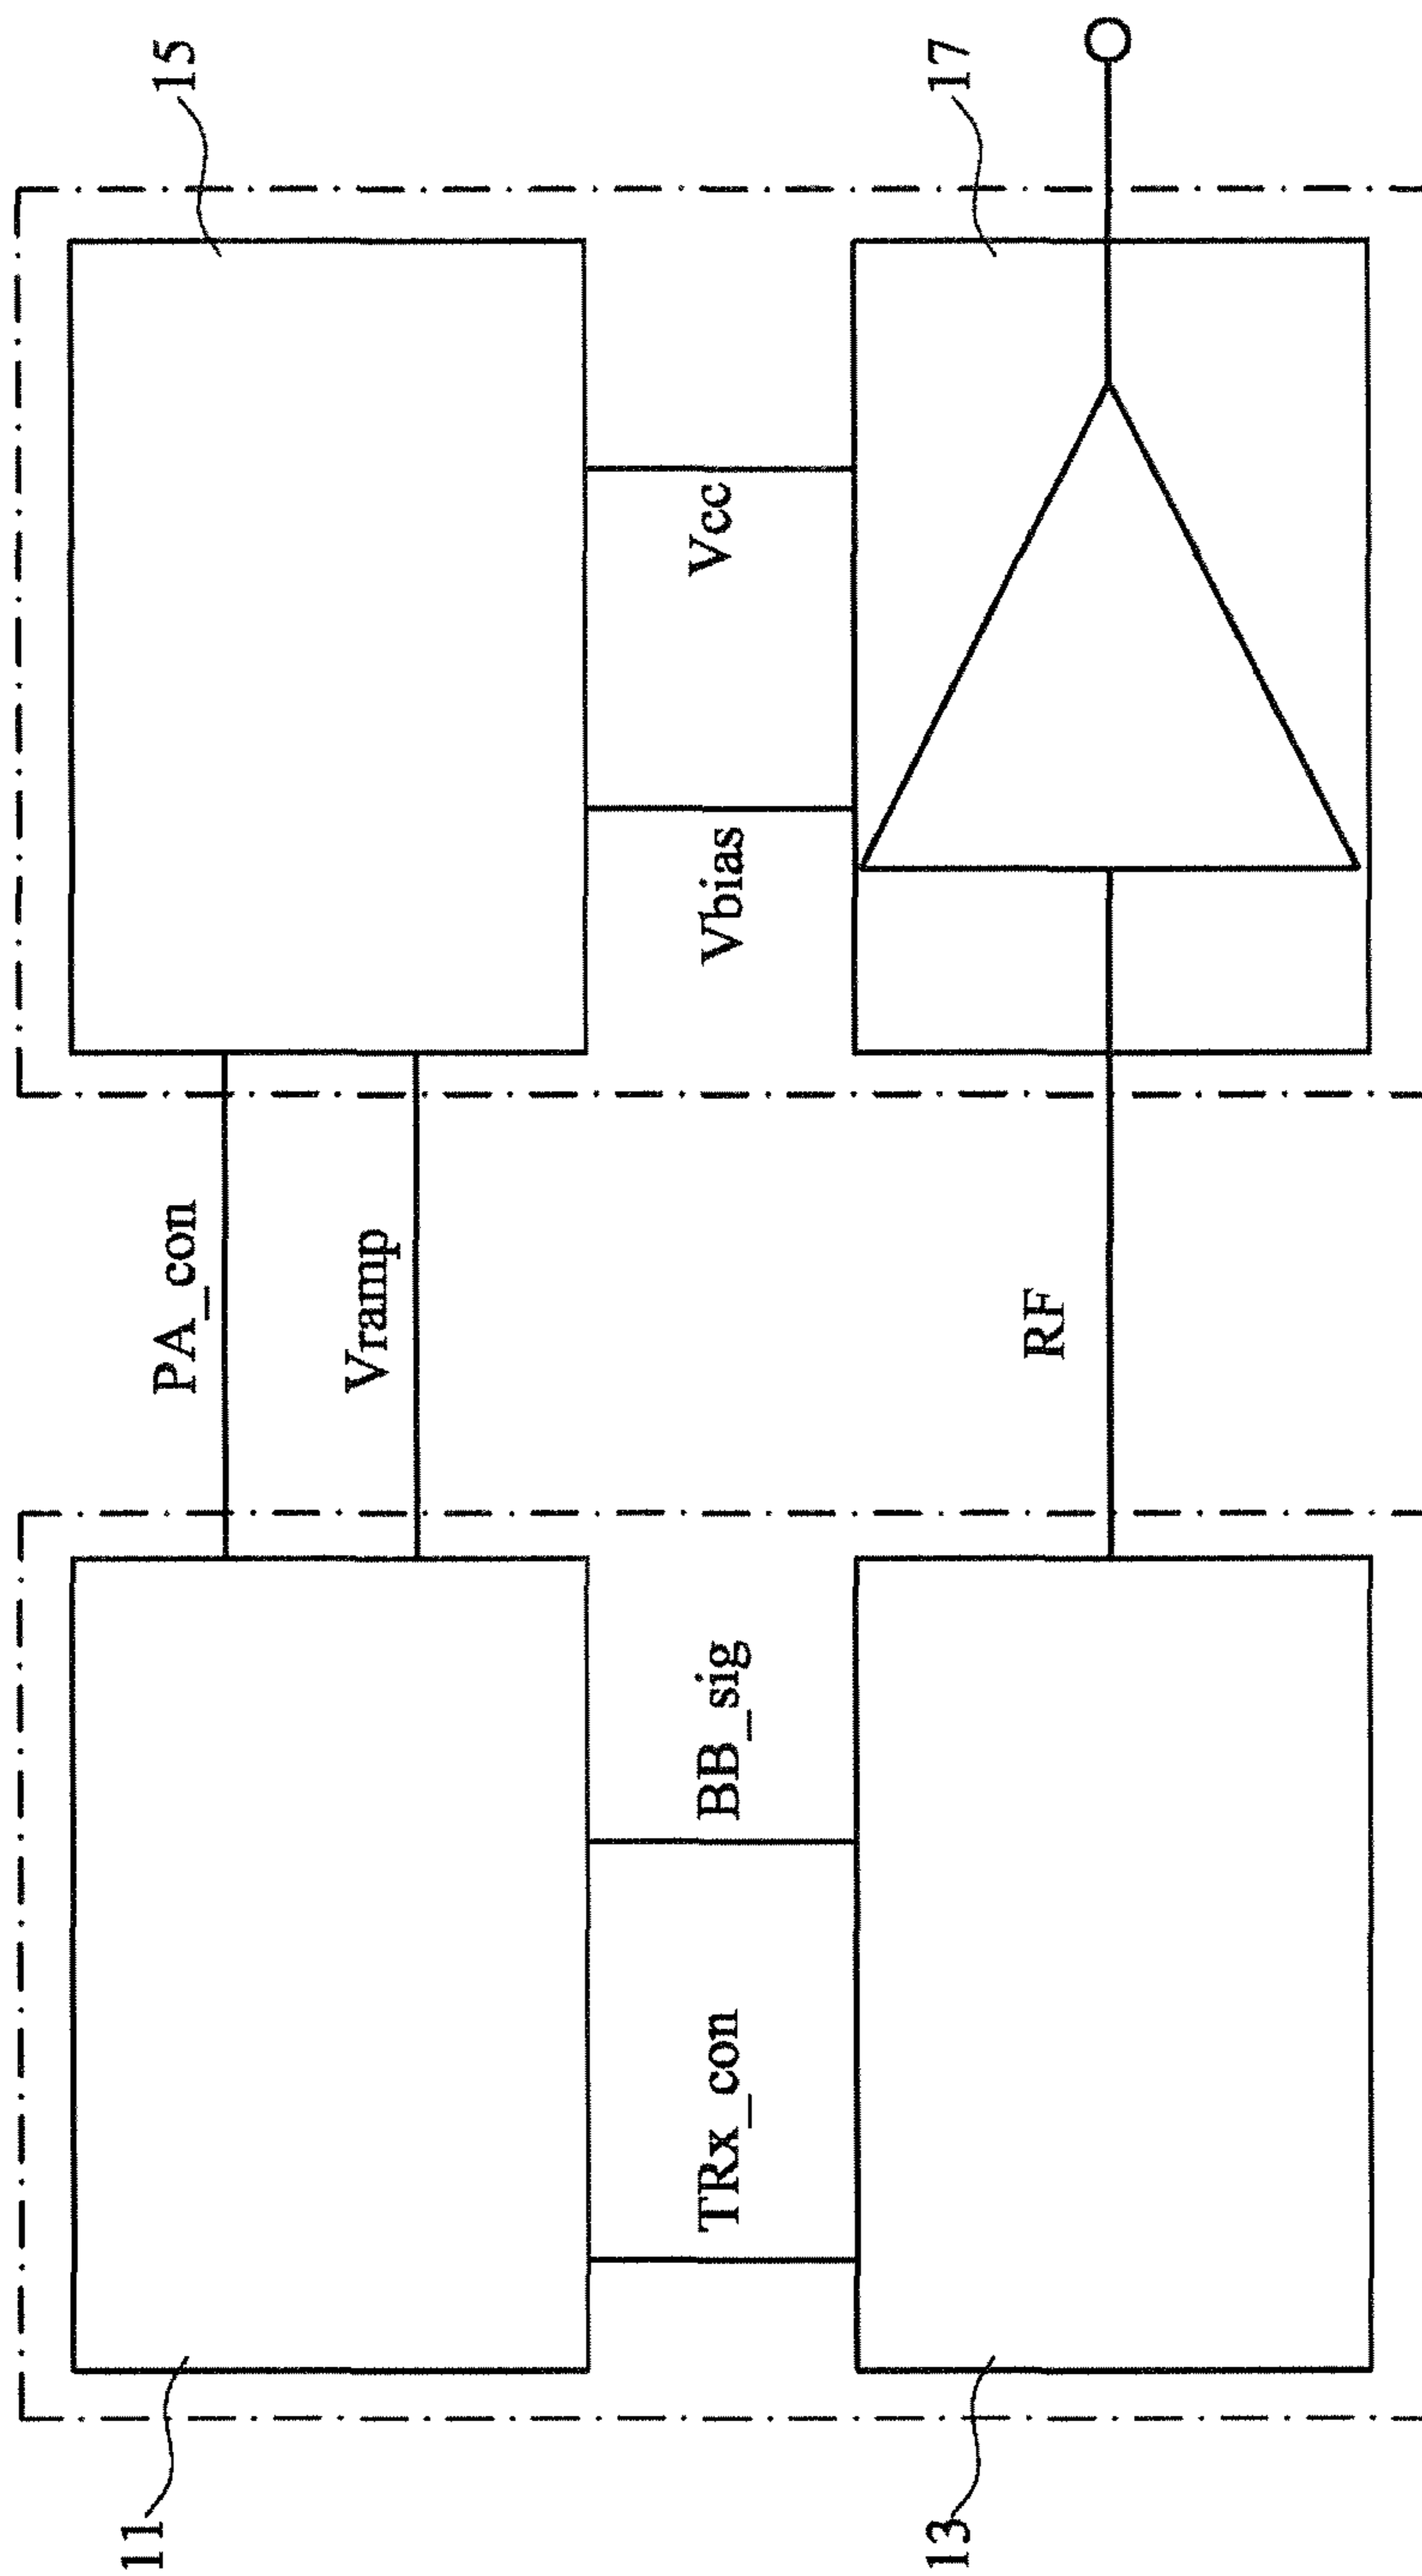 11
15
PA_con
Vramp
TRx_con
BB_sig
Vbias
Vcc
13
17
RF